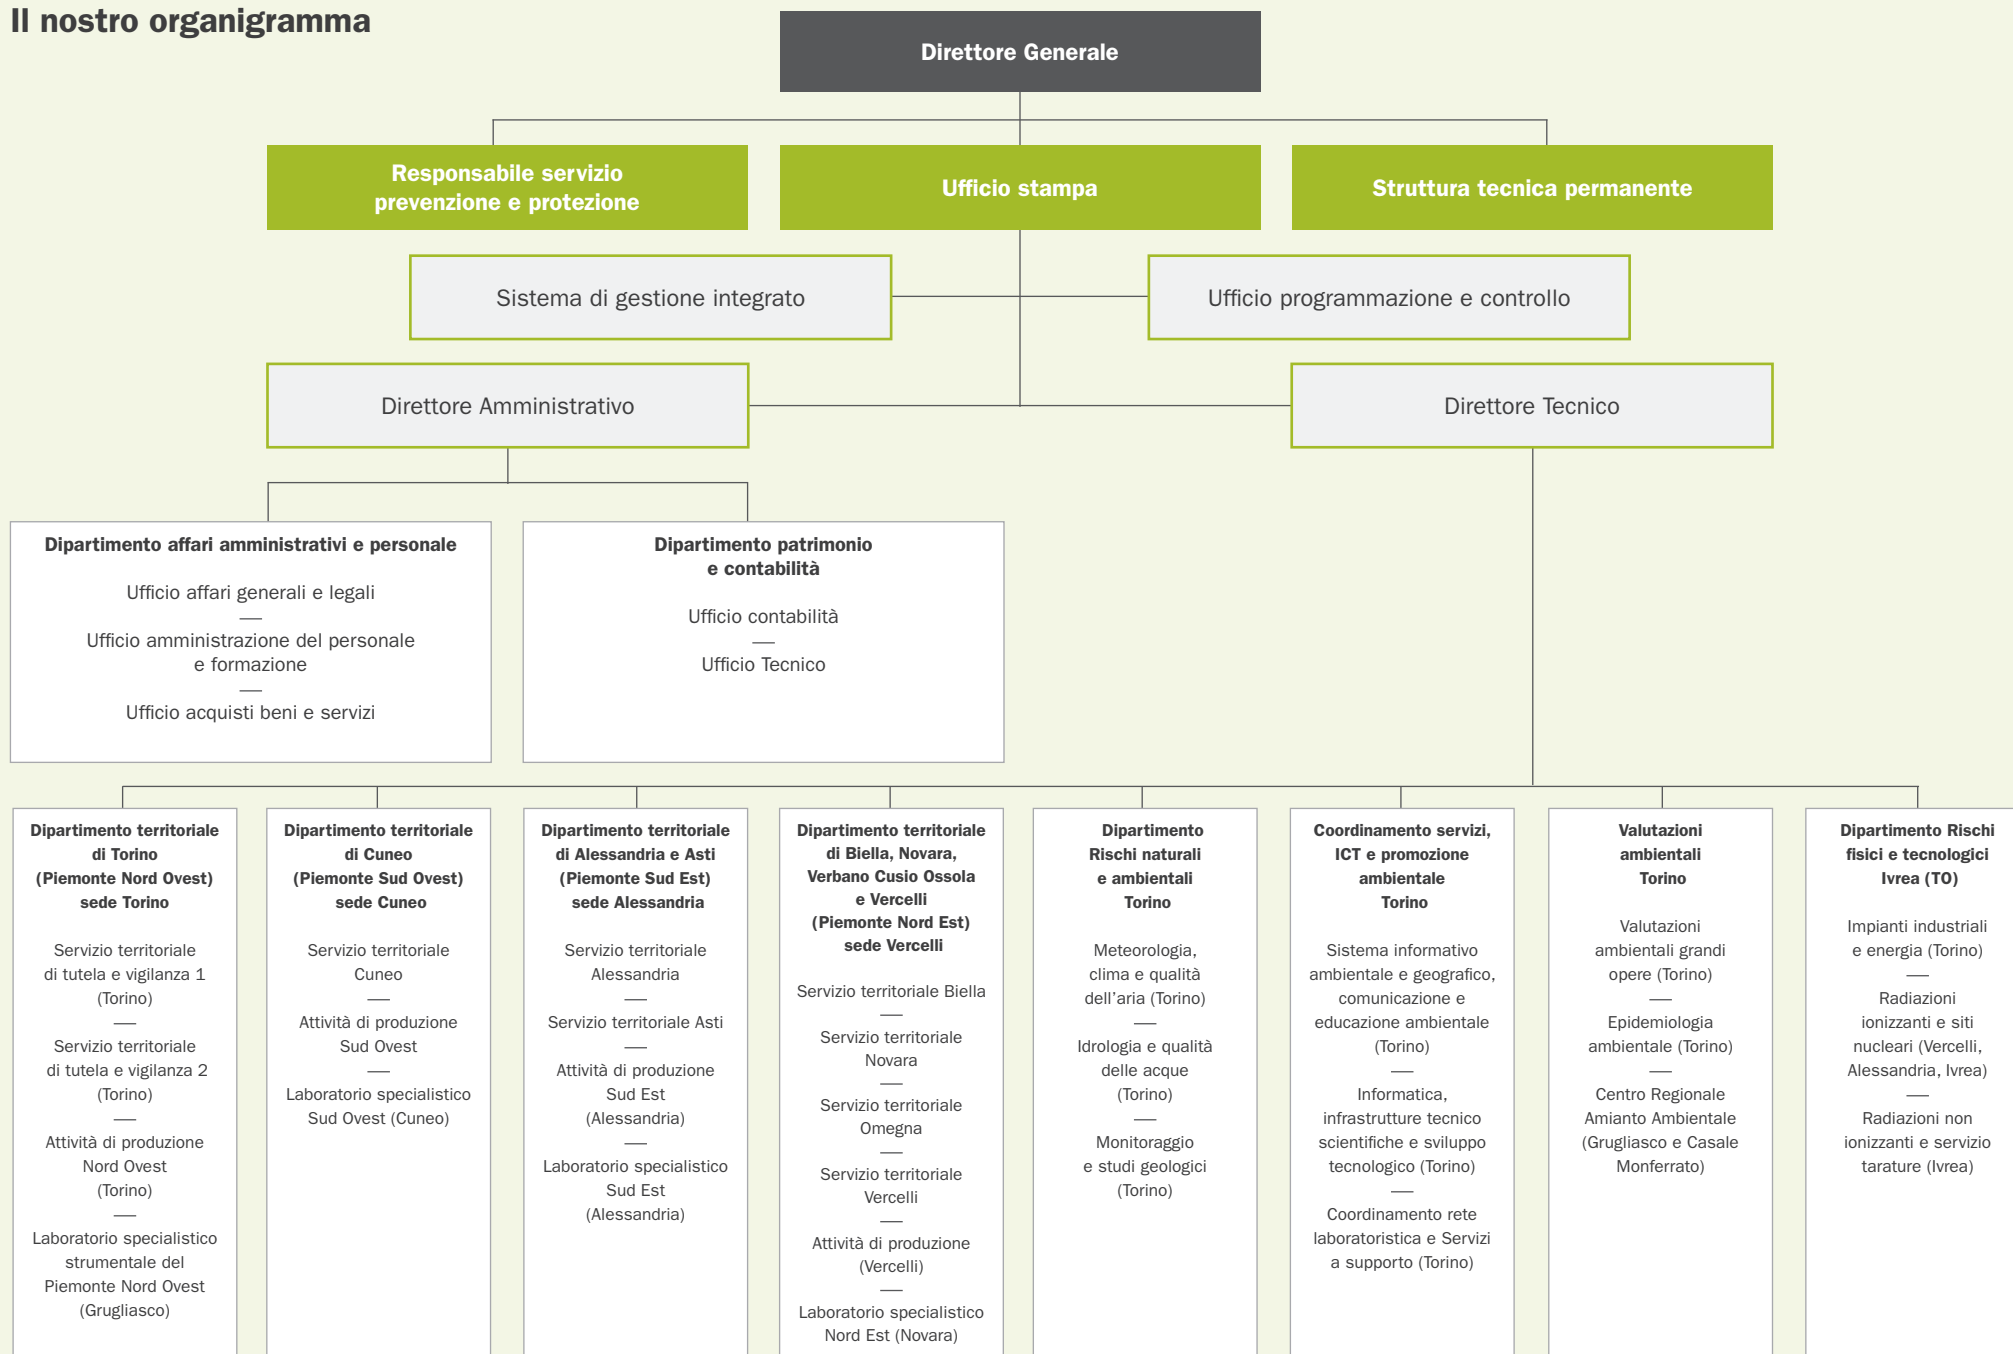 Il nostro organigramma
Direttore Generale
Responsabile servizio
prevenzione e protezione
Ufficio stampa
Struttura tecnica permanente
Sistema di gestione integrato
Ufficio programmazione e controllo
Direttore Amministrativo
Direttore Tecnico
Dipartimento affari amministrativi e personale
Ufficio affari generali e legali
—
Ufficio amministrazione del personale
e formazione
—
Ufficio acquisti beni e servizi
Dipartimento patrimonio
e contabilità
Ufficio contabilità
—
Ufficio Tecnico
Dipartimento territoriale
di Torino
(Piemonte Nord Ovest)
sede Torino
Servizio territoriale
di tutela e vigilanza 1
(Torino)
—
Servizio territoriale
di tutela e vigilanza 2
(Torino)
—
Attività di produzione
Nord Ovest
(Torino)
—
Laboratorio specialistico
strumentale del
Piemonte Nord Ovest
(Grugliasco)
Dipartimento territoriale
di Cuneo
(Piemonte Sud Ovest)
sede Cuneo
Servizio territoriale
Cuneo
—
Attività di produzione
Sud Ovest
—
Laboratorio specialistico
Sud Ovest (Cuneo)
Dipartimento territoriale
di Alessandria e Asti
(Piemonte Sud Est)
sede Alessandria
Servizio territoriale
Alessandria
—
Servizio territoriale Asti
—
Attività di produzione
Sud Est
(Alessandria)
—
Laboratorio specialistico
Sud Est
(Alessandria)
Dipartimento territoriale
di Biella, Novara,
Verbano Cusio Ossola
e Vercelli
(Piemonte Nord Est)
sede Vercelli
Servizio territoriale Biella
—
Servizio territoriale
Novara
—
Servizio territoriale
Omegna
—
Servizio territoriale
Vercelli
—
Attività di produzione
(Vercelli)
—
Laboratorio specialistico
Nord Est (Novara)
Dipartimento
Rischi naturali
e ambientali
Torino
Meteorologia,
clima e qualità
dell'aria (Torino)
—
Idrologia e qualità
delle acque
(Torino)
—
Monitoraggio
e studi geologici
(Torino)
Coordinamento servizi,
ICT e promozione
ambientale
Torino
Sistema informativo
ambientale e geografico,
comunicazione e
educazione ambientale
(Torino)
—
Informatica,
infrastrutture tecnico
scientifiche e sviluppo
tecnologico (Torino)
—
Coordinamento rete
laboratoristica e Servizi
a supporto (Torino)
Valutazioni
ambientali
Torino
Valutazioni
ambientali grandi
opere (Torino)
—
Epidemiologia
ambientale (Torino)
—
Centro Regionale
Amianto Ambientale
(Grugliasco e Casale
Monferrato)
Dipartimento Rischi
fisici e tecnologici
Ivrea (TO)
Impianti industriali
e energia (Torino)
—
Radiazioni
ionizzanti e siti
nucleari (Vercelli,
Alessandria, Ivrea)
—
Radiazioni non
ionizzanti e servizio
tarature (Ivrea)